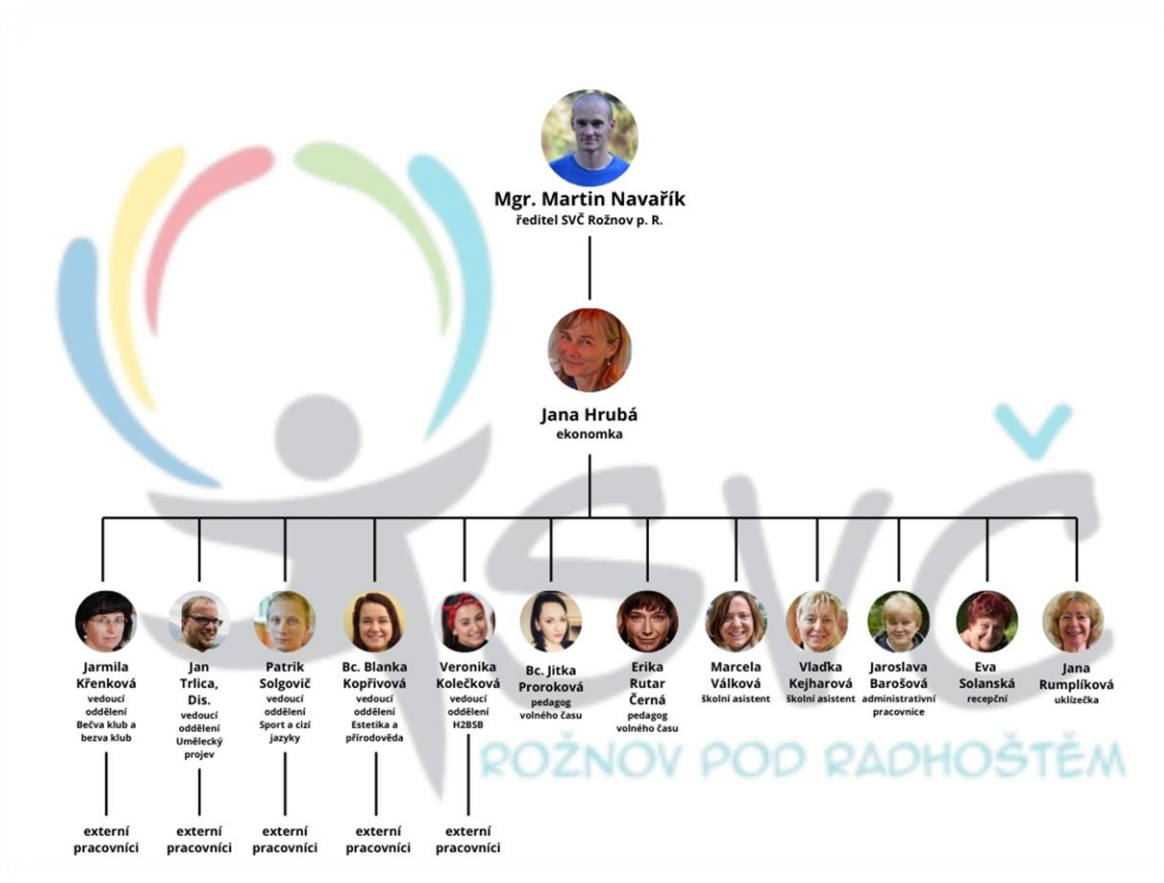 Mgr. Martin Navařík
ředitel SVČ Rožnov p. R.
Jana Hrubá
ekonomka
Jarmila
Křenková
vedoucí
oddělení
Bečva klub a
bezva klub
Jan
Trlica,
Dis.
vedoucí
oddělení
Umělecký
projev
Patrik
Solgovič
vedoucí
oddělení
Sport a cizí
jazyky
Bc. Blanka
Kopřivová
vedoucí
oddělení
Estetika a
přírodověda
Veronika
Kolečková
vedoucí
oddělení
H2BSB
Bc. Jitka
Proroková
pedagog
volného času
Erika
Rutar
Černá
pedagog
volného času
Marcela
Válková
školní asistent
Vlaďka
Kejharová
školní asistent
Jaroslava
Barošová
administrativní
pracovnice
Eva
Solanská
recepční
Jana
Rumplíková
uklízečka
externí
pracovníci
externí
pracovníci
externí
pracovníci
externí
pracovníci
externí
pracovníci
SVČ
ROŽNOV POD RADHOŠTĚM